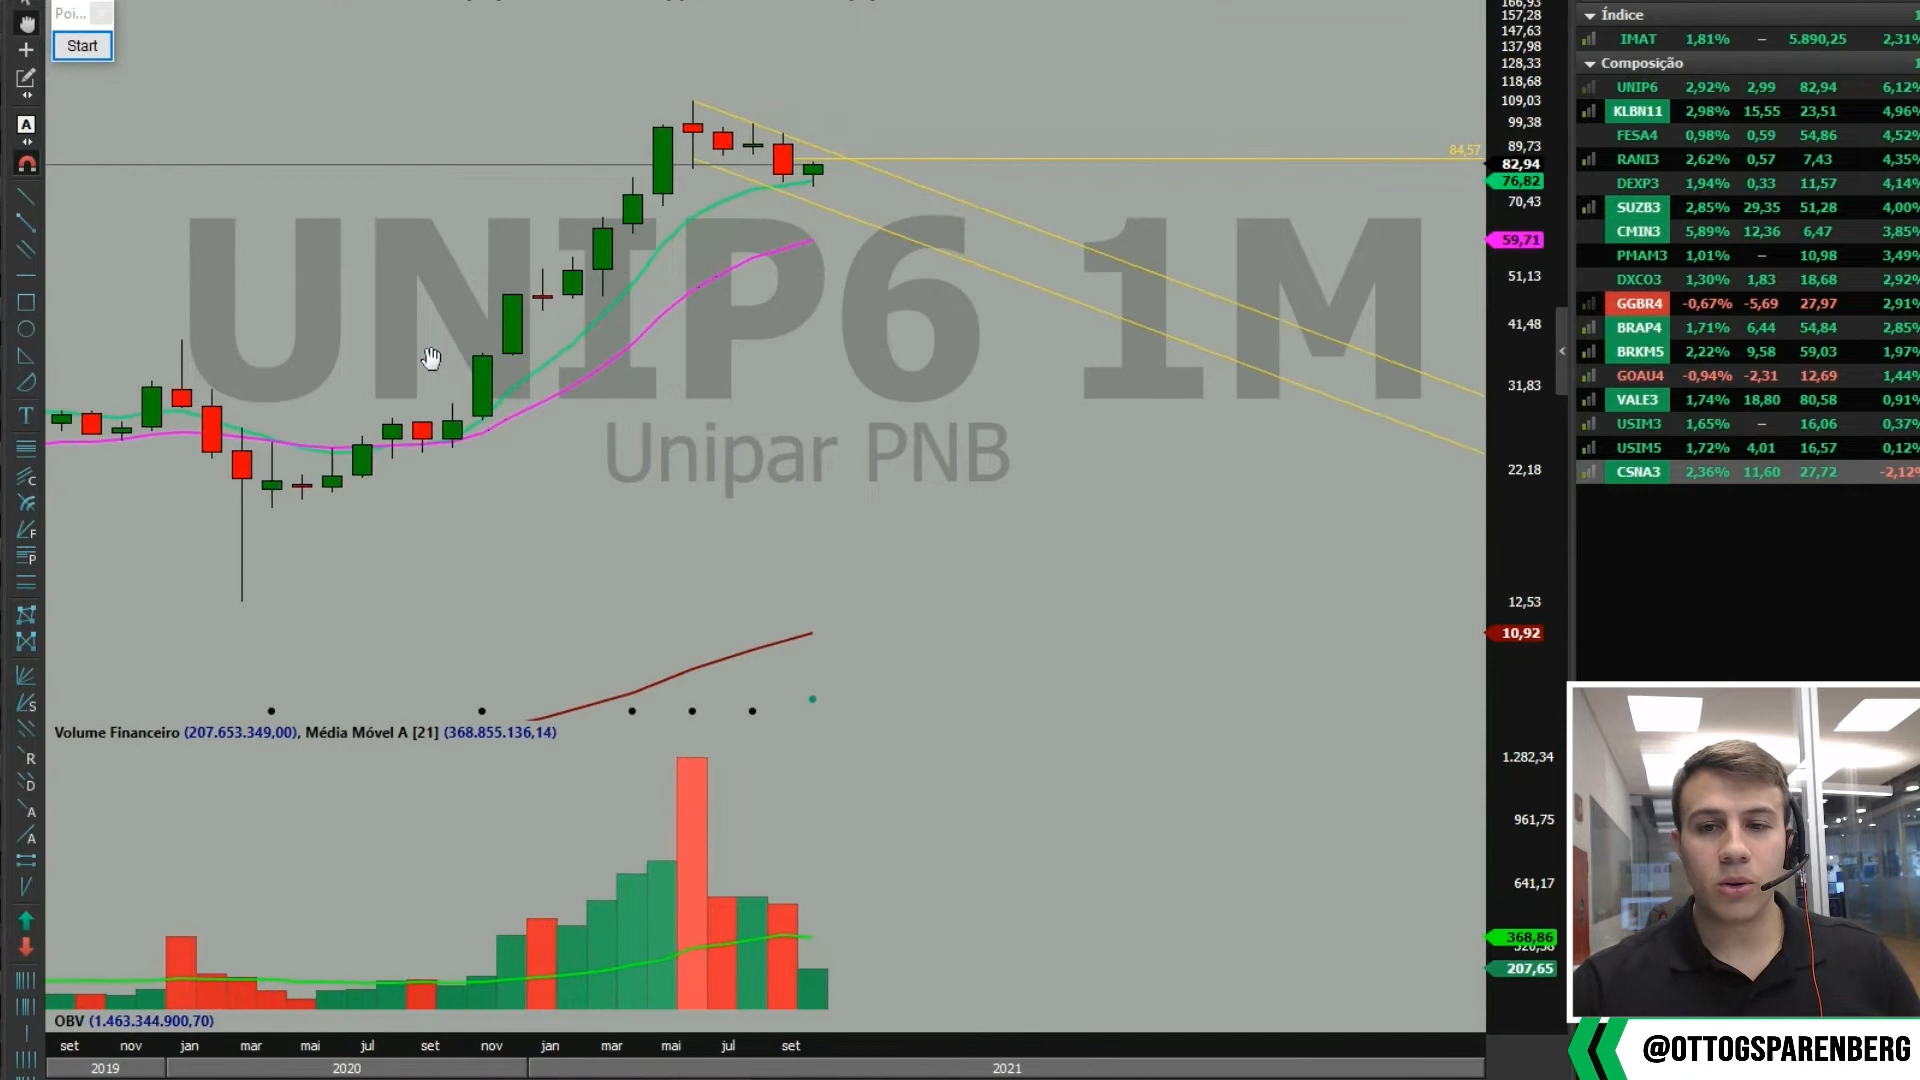 Poi...
Start
166,93
157,28
147,63
137,98
128,33
118,68
109,03
99,38
89,73
84,57
82,94
76,82
70,43
59,71
51,13
41,48
31,83
22,18
12,53
10,92
UNIP6 1M
Unipar PNB
Volume Financeiro (207.653.349,00), Média Móvel A [21] (368.855.136,14)
1.282,34
961,75
641,17
368,86
207,65
OBV (1.463.344.900,70)
set nov jan mar mai jul set nov jan mar mai jul set
2019 2020 2021
Índice
IMAT 1,81% – 5.890,25 2,31%
Composição
UNIP6 2,92% 2,99 82,94 6,12%
KLBN11 2,98% 15,55 23,51 4,96%
FESA4 0,98% 0,59 54,86 4,52%
RANI3 2,62% 0,57 7,43 4,35%
DEXP3 1,94% 0,33 11,57 4,14%
SUZB3 2,85% 29,35 51,28 4,00%
CMIN3 5,89% 12,36 6,47 3,85%
PMAM3 1,01% – 10,98 3,49%
DXCO3 1,30% 1,83 18,68 2,92%
GGBR4 -0,67% -5,69 27,97 2,91%
BRAP4 1,71% 6,44 54,84 2,85%
BRKM5 2,22% 9,58 59,03 1,97%
GOAU4 -0,94% -2,31 12,69 1,44%
VALE3 1,74% 18,80 80,58 0,91%
USIM3 1,65% – 16,06 0,37%
USIM5 1,72% 4,01 16,57 0,12%
CSNA3 2,36% 11,60 27,72 -2,12%
@OTTOGSPARENBERG